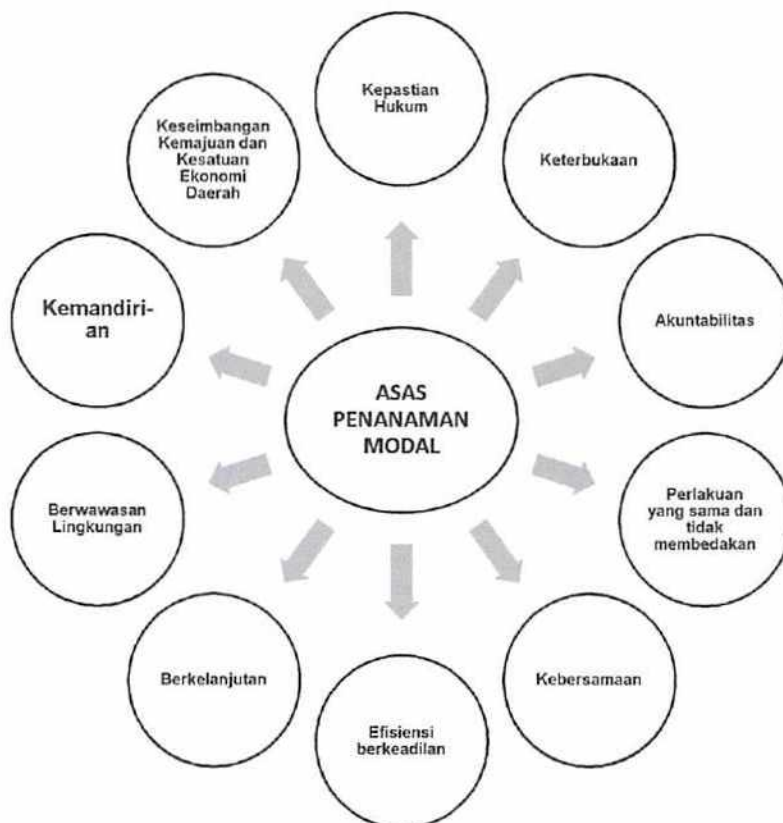 Kepastian
Hukum
Keterbukaan
Akuntabilitas
Perlakuan
yang sama dan
tidak
membedakan
Kebersamaan
Efisiensi
berkeadilan
Berkelanjutan
Berwawasan
Lingkungan
Kemandiri-
an
Keseimbangan
Kemajuan dan
Kesatuan
Ekonomi
Daerah
ASAS
PENANAMAN
MODAL